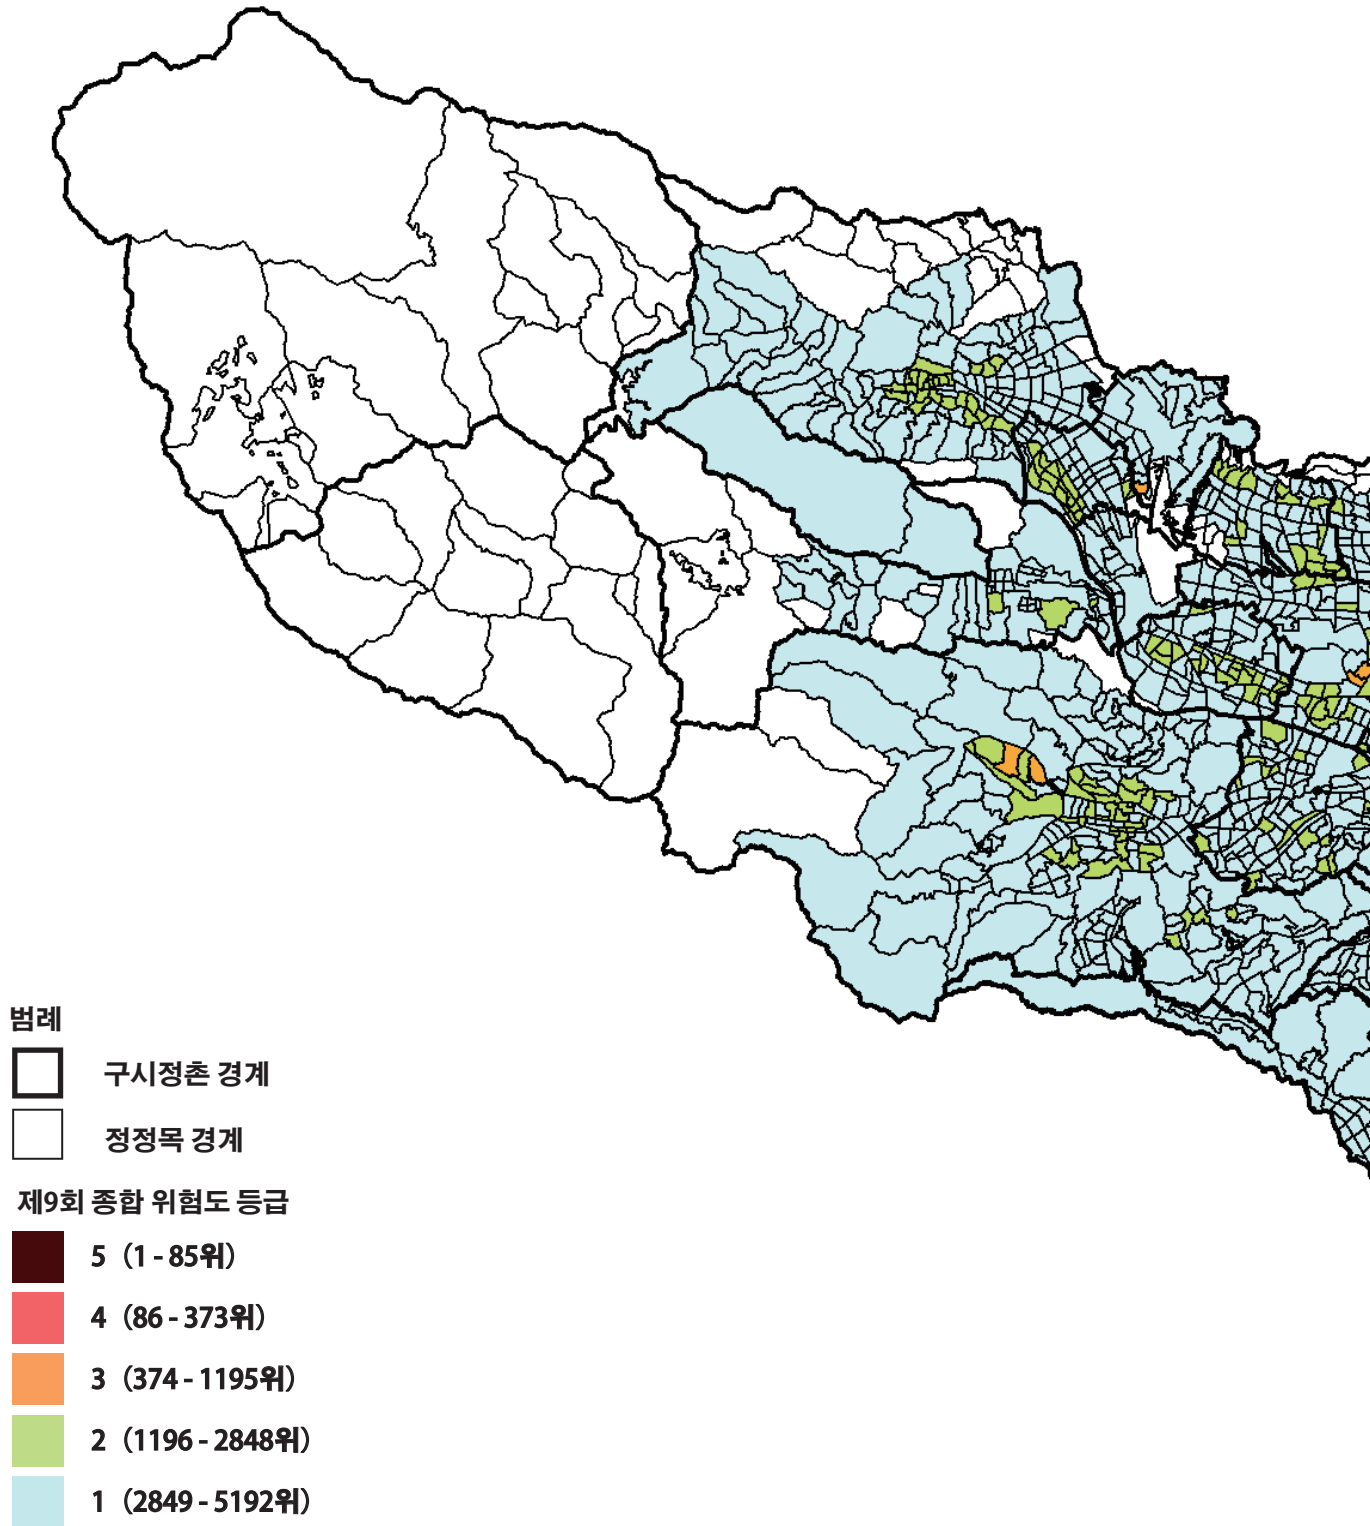 범례
구시정촌 경계
정정목 경계
제9회 종합 위험도 등급
5 (1 - 85위)
4 (86 - 373위)
3 (374 - 1195위)
2 (1196 - 2848위)
1 (2849 - 5192위)